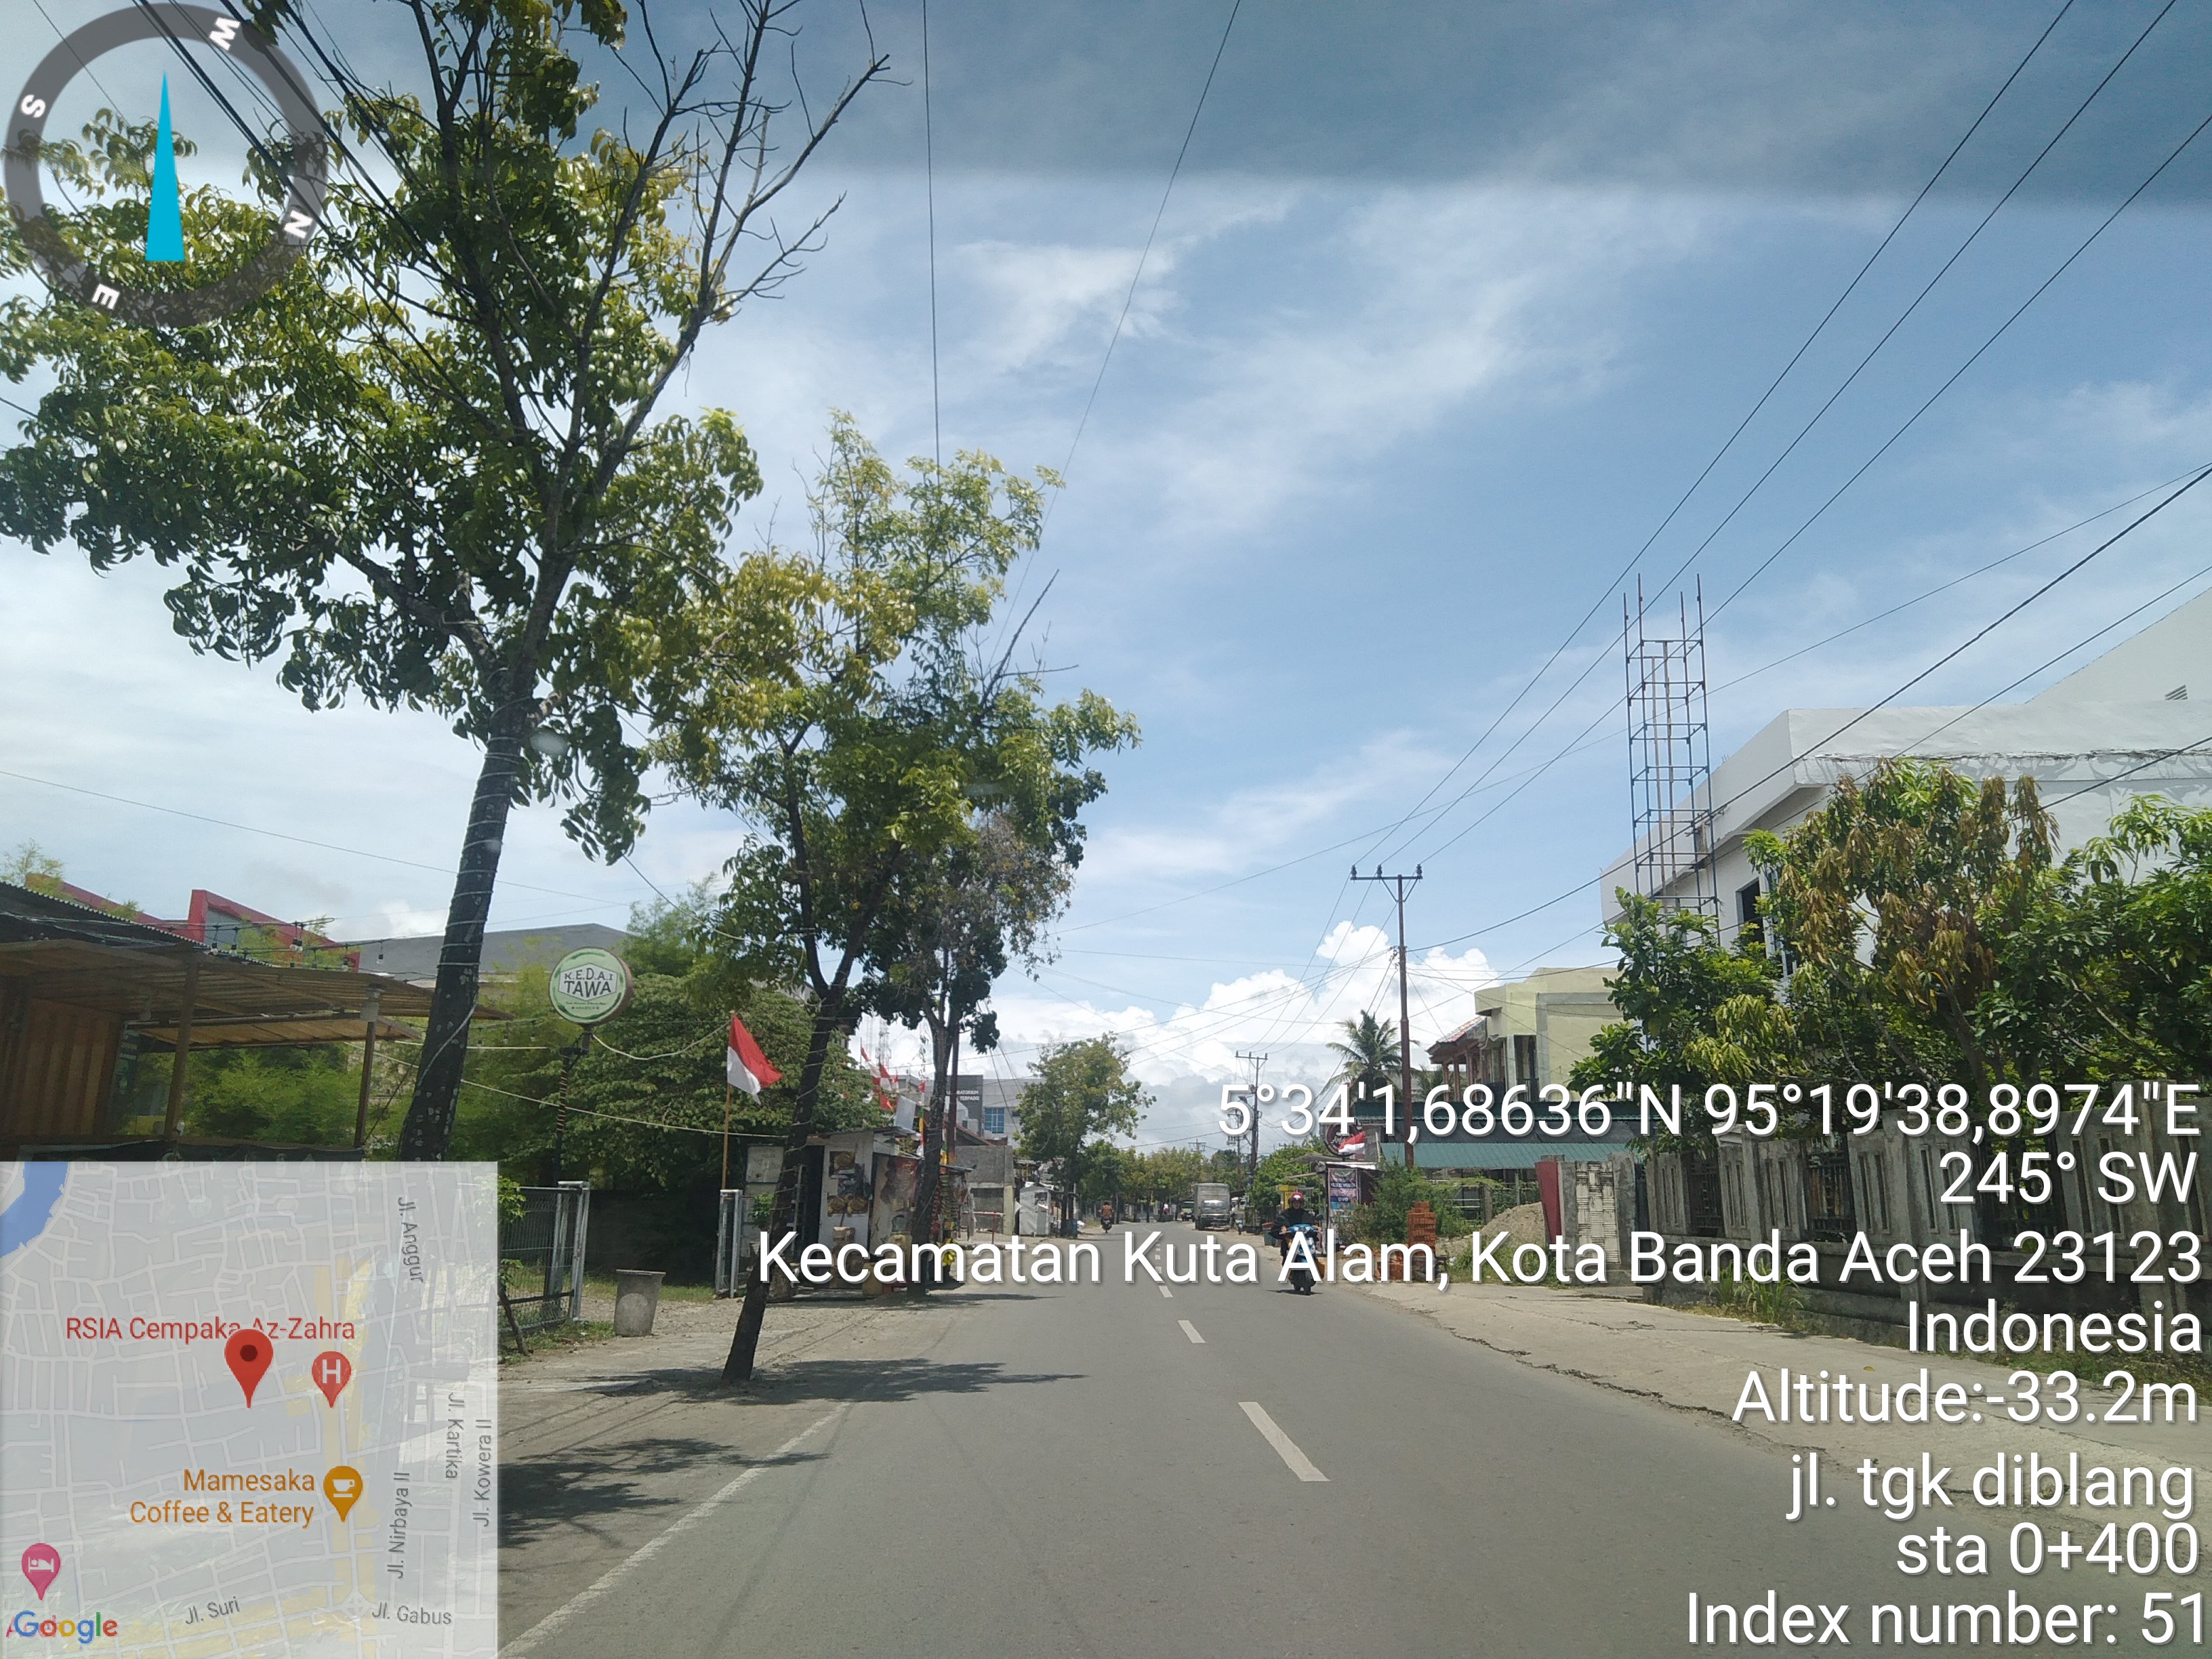 W
S
N
E
K.E.D.A.I
TAWA
5°34'1,68636"N 95°19'38,8974"E
245° SW
Kecamatan Kuta Alam, Kota Banda Aceh 23123
Indonesia
Altitude:-33.2m
jl. tgk diblang
sta 0+400
Index number: 51
Jl. Anggur
RSIA Cempaka Az-Zahra
H
Jl. Kartika
Jl. Kowera II
Mamesaka
Coffee & Eatery
Jl. Nirbaya II
Jl. Suri
Jl. Gabus
Google